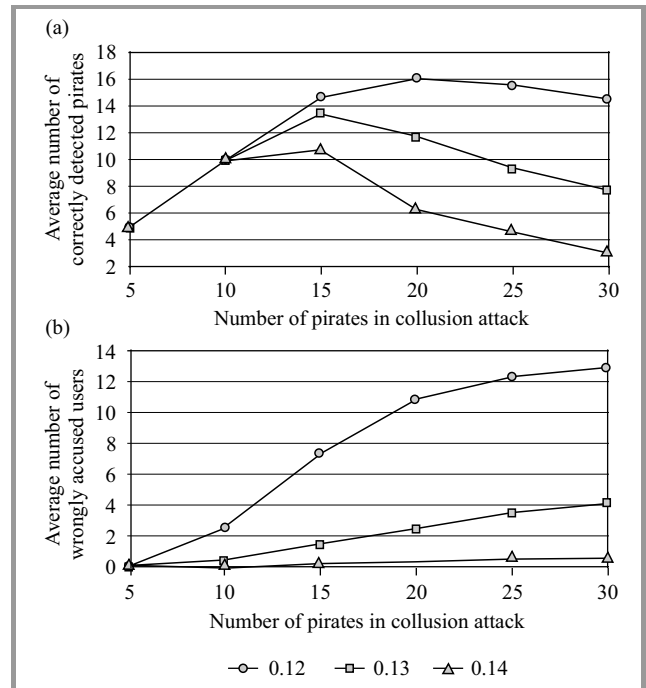 (a)
Average number of
correctly detected pirates
18
16
14
12
10
8
6
4
2
5 10 15 20 25 30
Number of pirates in collusion attack
(b)
Average number of
wrongly accused users
14
12
10
8
6
4
2
0
5 10 15 20 25 30
Number of pirates in collusion attack
0.12 0.13 0.14